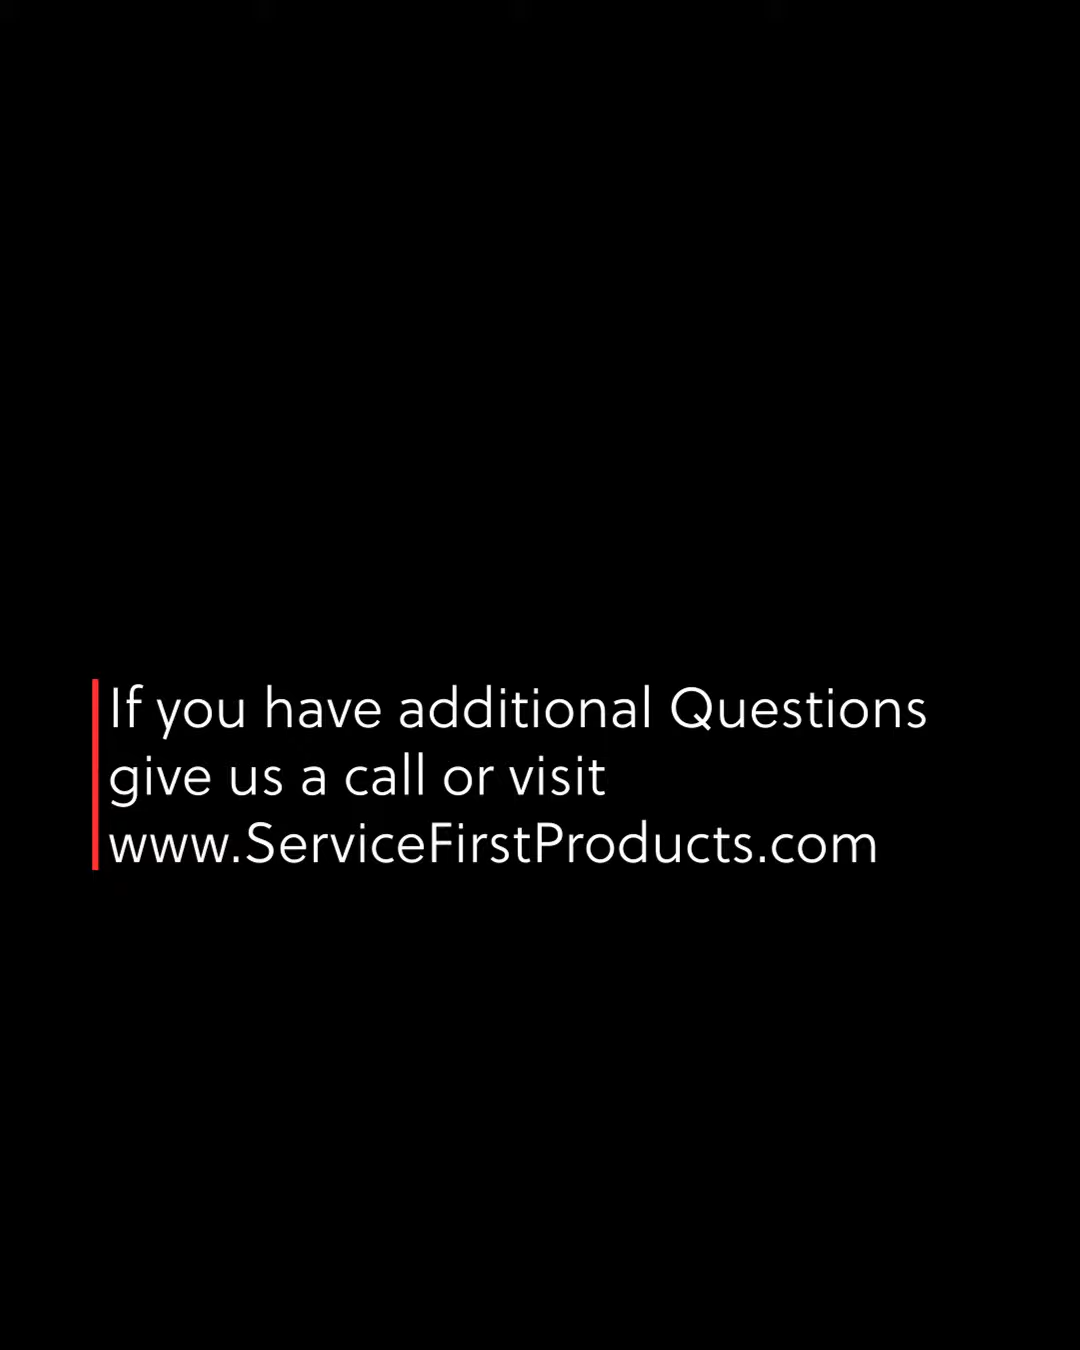 If you have additional Questions
give us a call or visit
www.ServiceFirstProducts.com